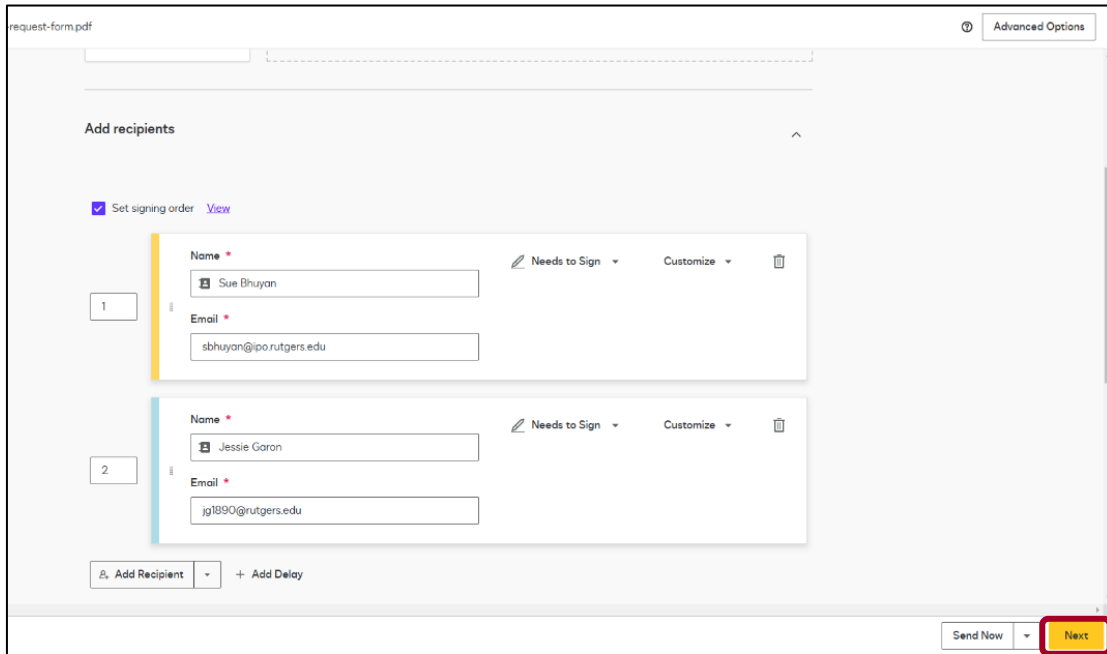 -request-form.pdf
Advanced Options
Add recipients
Set signing order View
Name *
Needs to Sign
Customize
Sue Bhuyan
1
Email *
sbhuyan@ipo.rutgers.edu
Name *
Needs to Sign
Customize
Jessie Garon
2
Email *
jg1890@rutgers.edu
Add Recipient
+ Add Delay
Send Now
Next